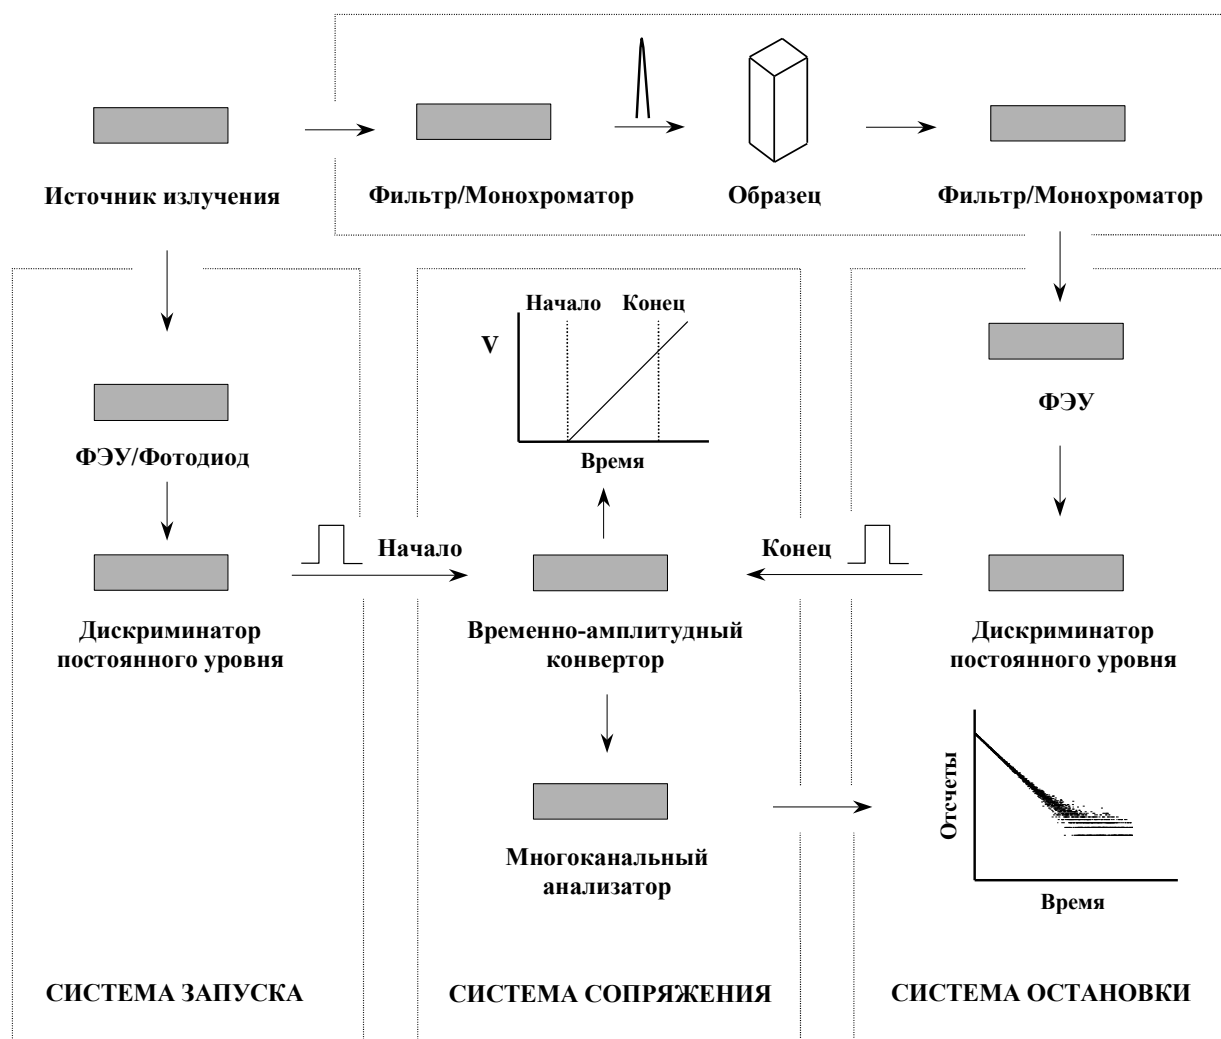 Источник излучения
Фильтр/Монохроматор
Образец
Фильтр/Монохроматор
ФЭУ/Фотодиод
Начало
Дискриминатор
постоянного уровня
СИСТЕМА ЗАПУСКА
Начало
Конец
V
Время
Временно-амплитудный
конвертор
Многоканальный
анализатор
СИСТЕМА СОПРЯЖЕНИЯ
ФЭУ
Конец
Дискриминатор
постоянного уровня
Отсчеты
Время
СИСТЕМА ОСТАНОВКИ